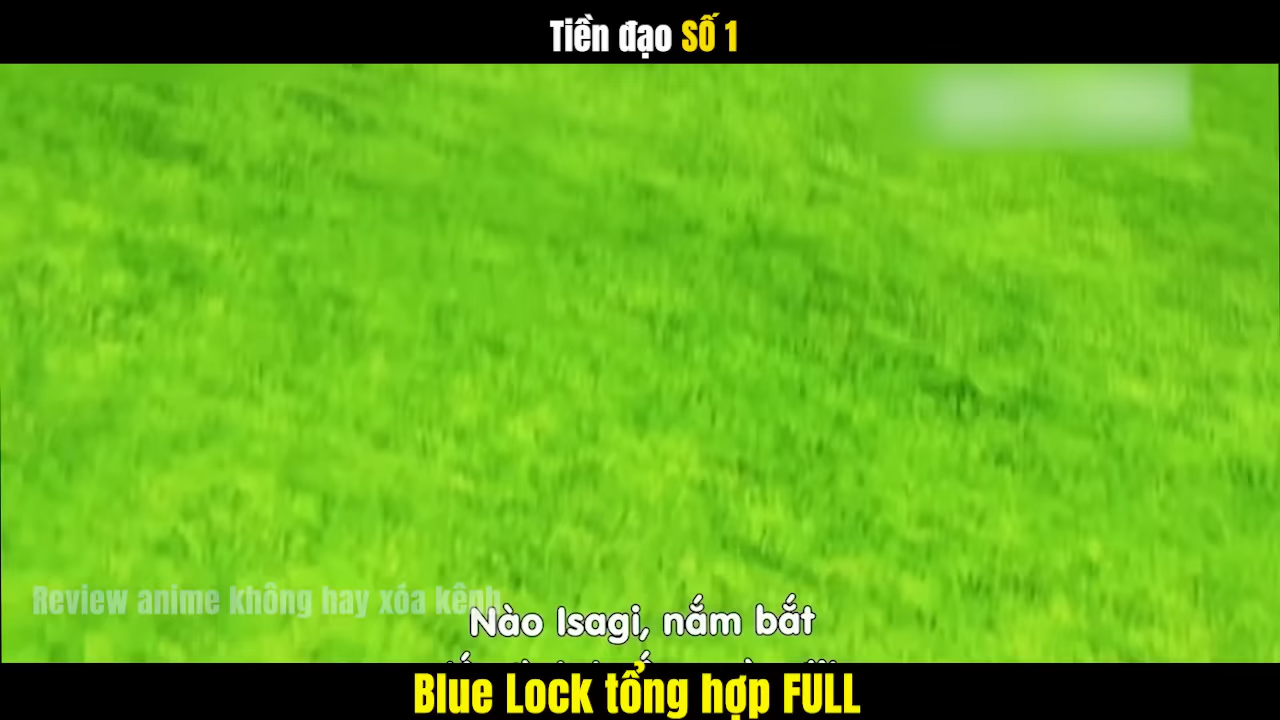 Tiền đạo Số 1
Review anime không hay xóa kênh
Nào Isagi, nắm bắt
Blue Lock tổng hợp FULL